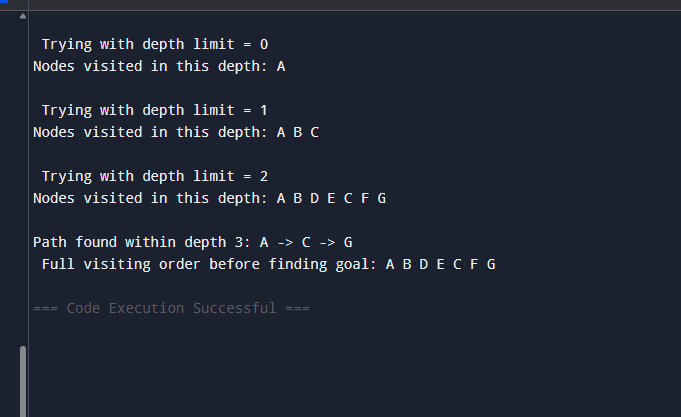 Trying with depth limit = 0
Nodes visited in this depth: A
Trying with depth limit = 1
Nodes visited in this depth: A B C
Trying with depth limit = 2
Nodes visited in this depth: A B D E C F G
Path found within depth 3: A -> C -> G
Full visiting order before finding goal: A B D E C F G
=== Code Execution Successful ===